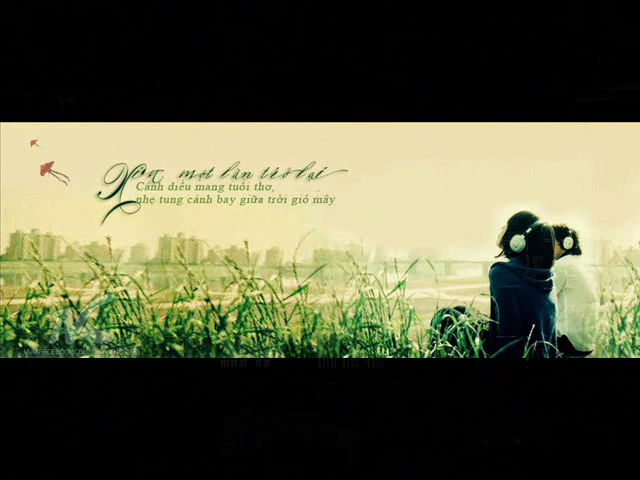 Xin một lần trở lại
Cánh diều mang tuổi thơ,
nhẹ tung cánh bay giữa trời gió mây